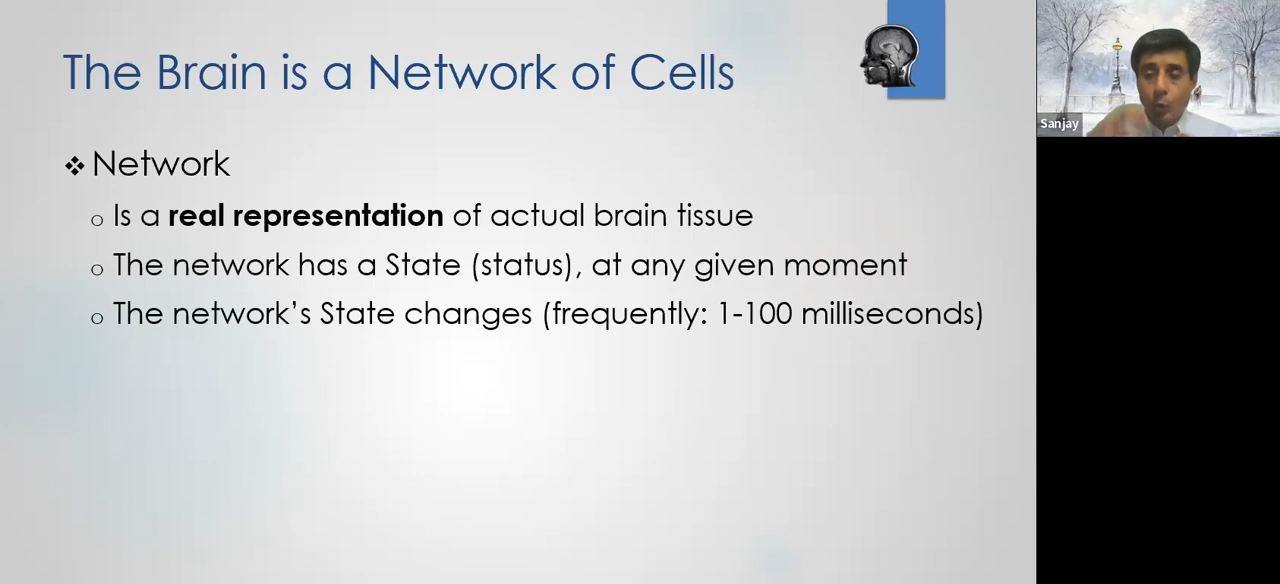 The Brain is a Network of Cells
❖ Network
o Is a real representation of actual brain tissue
o The network has a State (status), at any given moment
o The network’s State changes (frequently: 1-100 milliseconds)
Sanjay